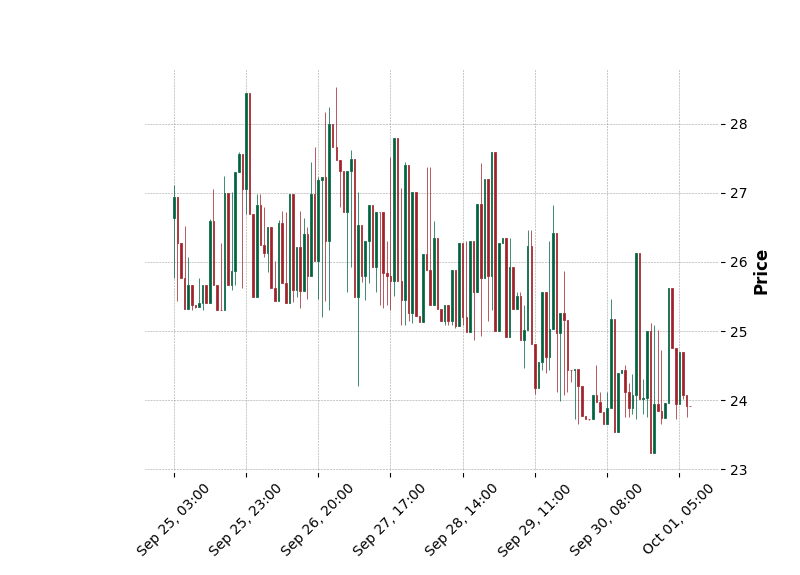 28
27
26
25
24
23
Price
Sep 25, 03:00
Sep 25, 23:00
Sep 26, 20:00
Sep 27, 17:00
Sep 28, 14:00
Sep 29, 11:00
Sep 30, 08:00
Oct 01, 05:00